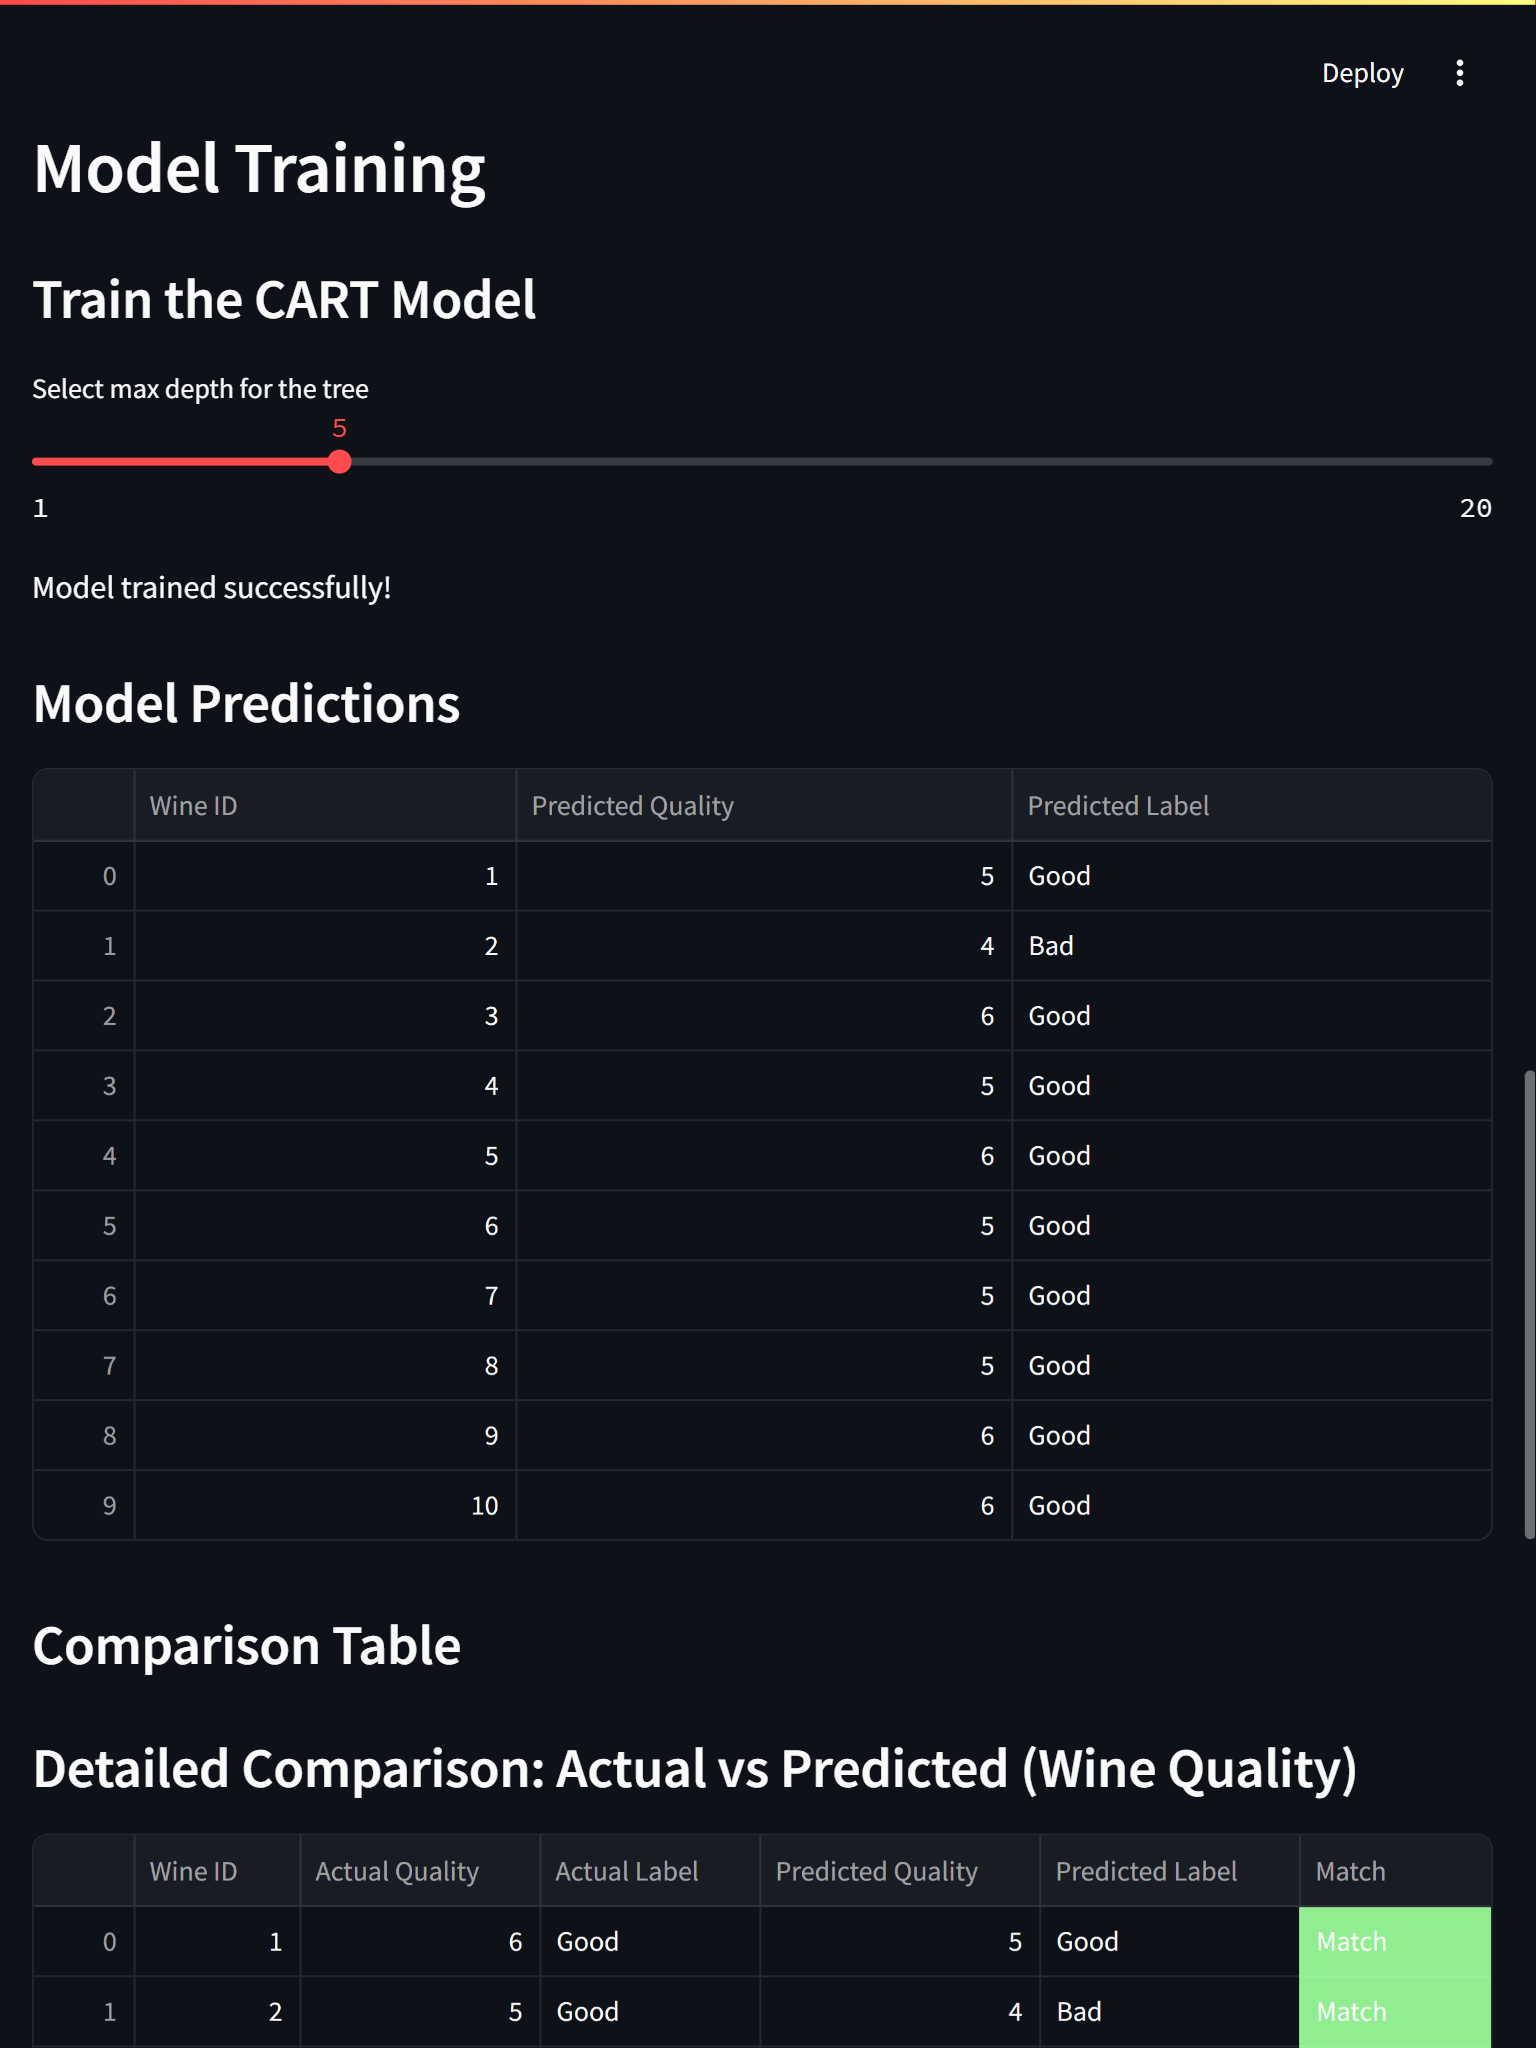 Deploy
Model Training
Train the CART Model
Select max depth for the tree
5
1 20
Model trained successfully!
Model Predictions
Wine ID Predicted Quality Predicted Label
0 1 5 Good
1 2 4 Bad
2 3 6 Good
3 4 5 Good
4 5 6 Good
5 6 5 Good
6 7 5 Good
7 8 5 Good
8 9 6 Good
9 10 6 Good
Comparison Table
Detailed Comparison: Actual vs Predicted (Wine Quality)
Wine ID Actual Quality Actual Label Predicted Quality Predicted Label Match
0 1 6 Good 5 Good Match
1 2 5 Good 4 Bad Match